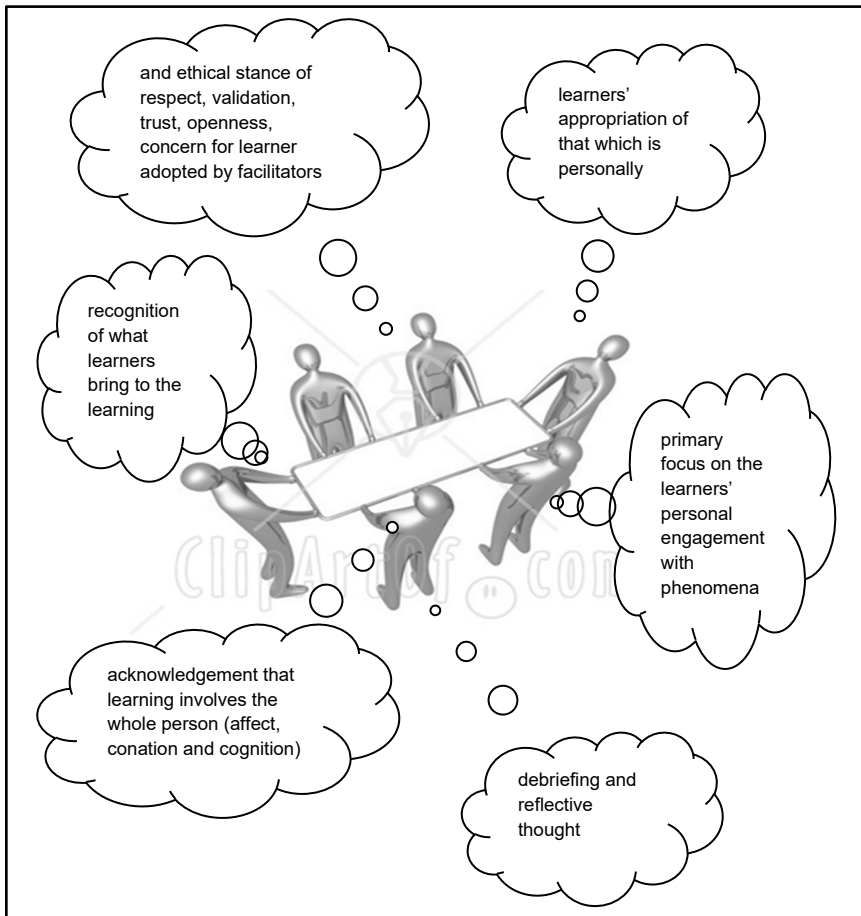 and ethical stance of
respect, validation,
trust, openness,
concern for learner
adopted by facilitators
learners’
appropriation of
that which is
personally
recognition
of what
learners
bring to the
learning
primary
focus on the
learners’
personal
engagement
with
phenomena
ClipArtOf.com
acknowledgement that
learning involves the
whole person (affect,
conation and cognition)
debriefing and
reflective
thought